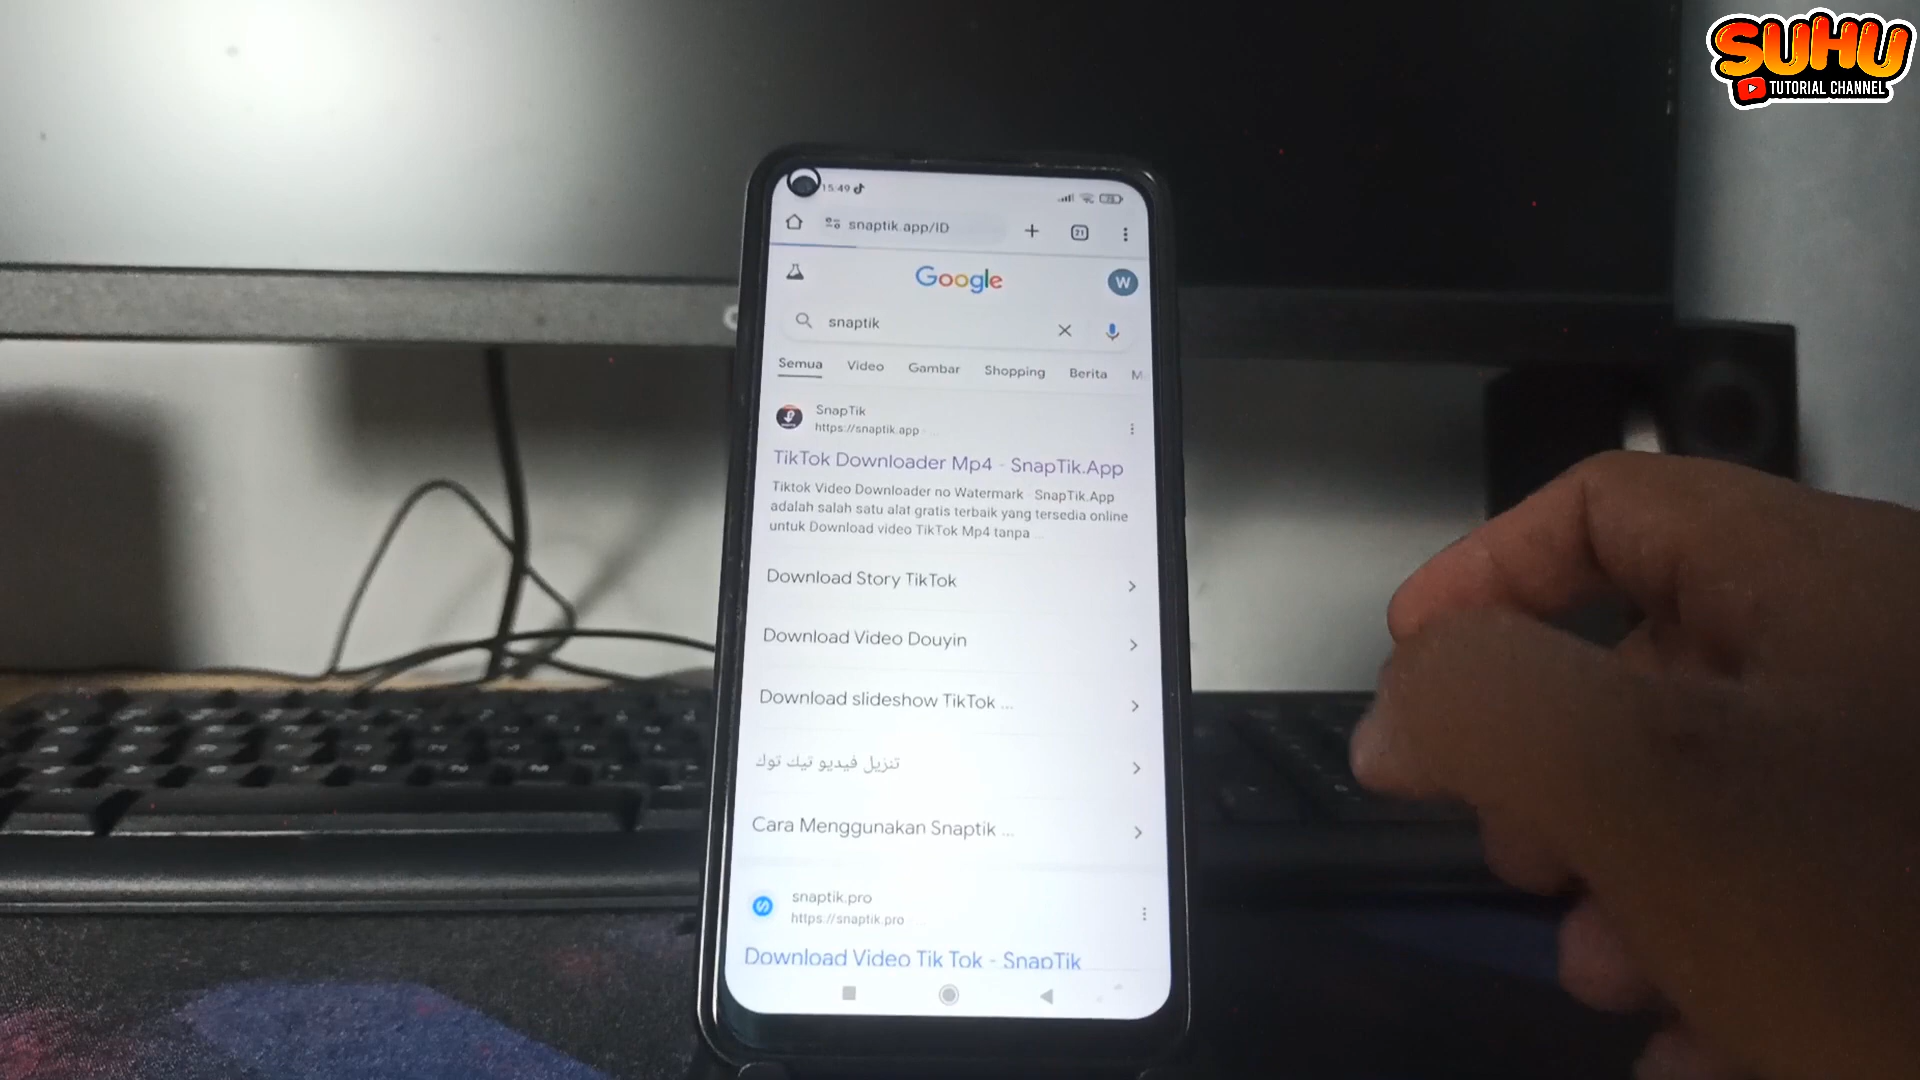 SUHU
TUTORIAL CHANNEL
15:49
snaptik.app/ID
21
Google
W
snaptik
Semua Video Gambar Shopping Berita M
SnapTik
https://snaptik.app
TikTok Downloader Mp4 - SnapTik.App
Tiktok Video Downloader no Watermark - SnapTik.App
adalah salah satu alat gratis terbaik yang tersedia online
untuk Download video TikTok Mp4 tanpa ...
Download Story TikTok
Download Video Douyin
Download slideshow TikTok ...
تنزيل فيديو تيك توك
Cara Menggunakan Snaptik ...
snaptik.pro
https://snaptik.pro
Download Video Tik Tok - SnapTik